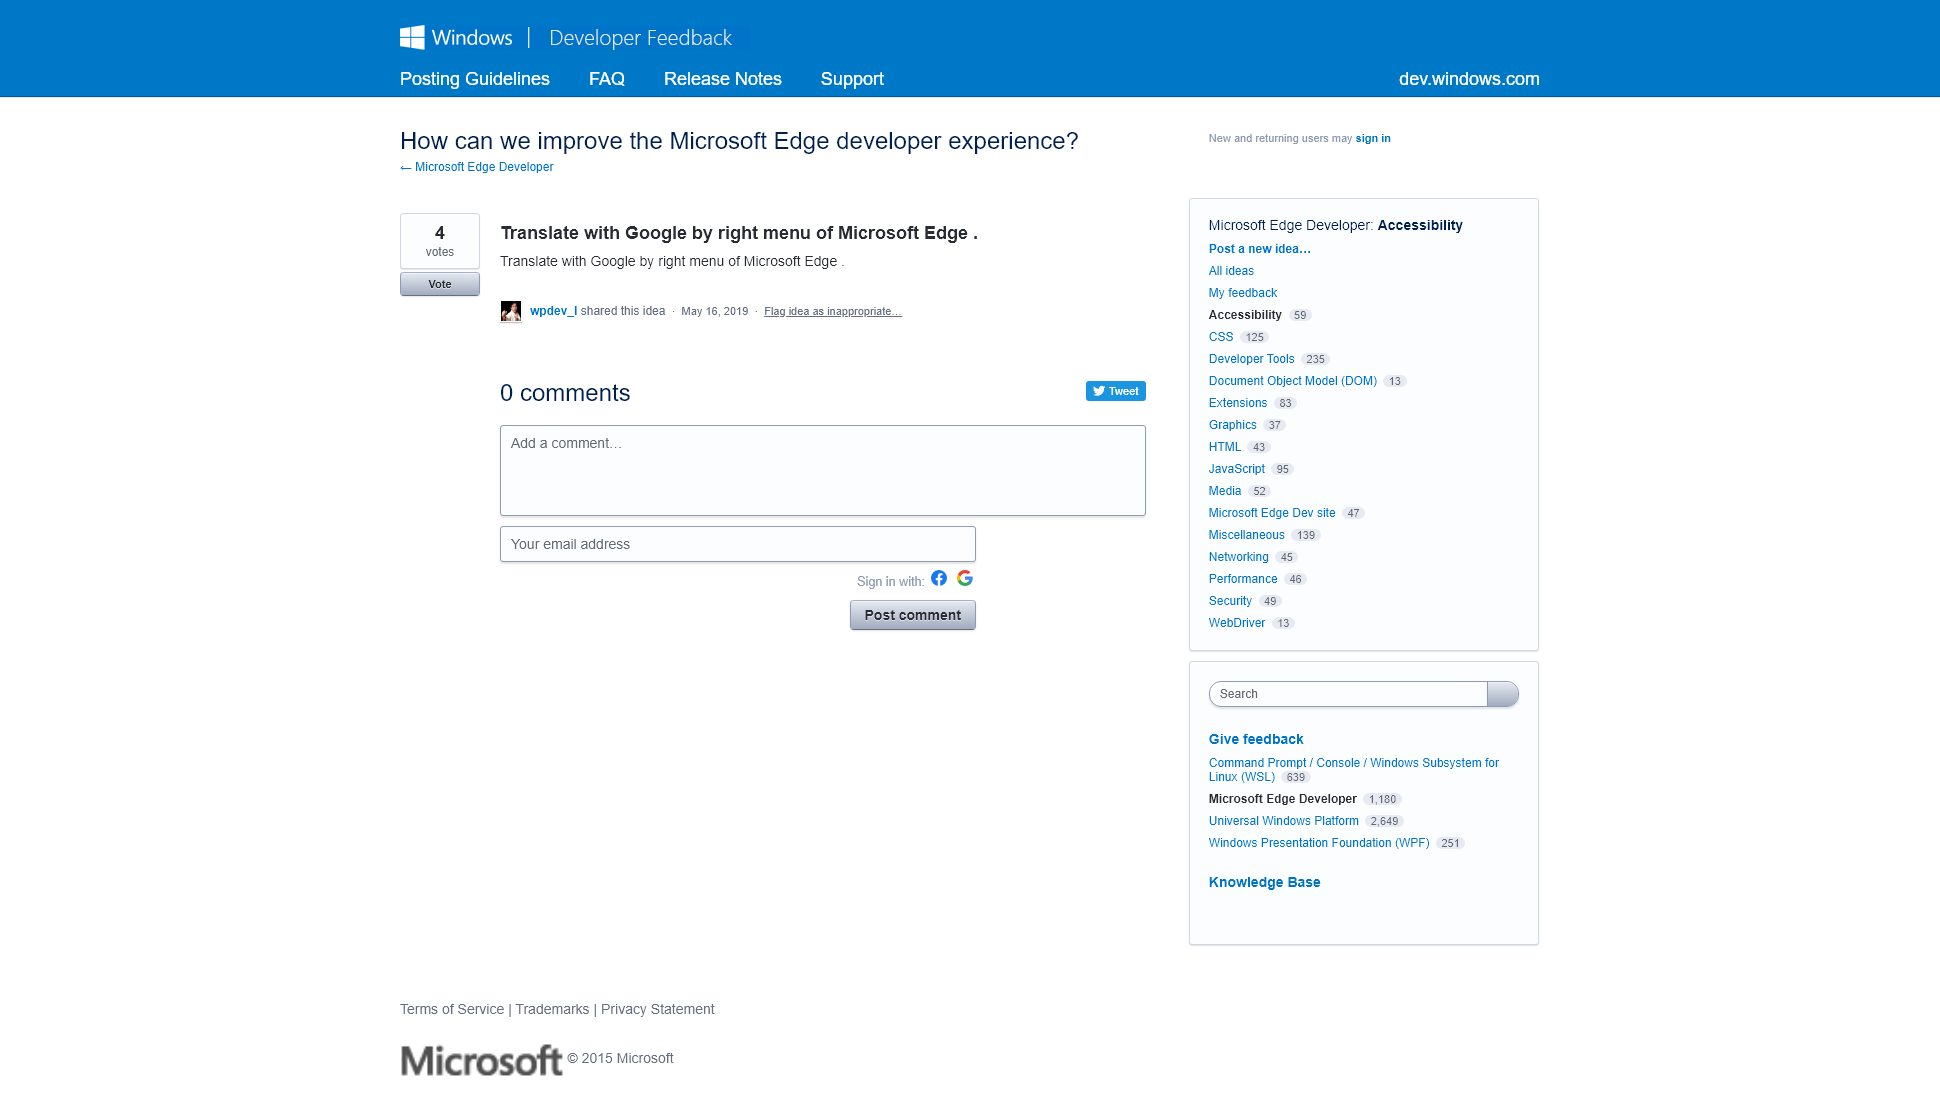 Windows | Developer Feedback
Posting Guidelines FAQ Release Notes Support dev.windows.com
How can we improve the Microsoft Edge developer experience?
← Microsoft Edge Developer
New and returning users may sign in
4
votes
Vote
Translate with Google by right menu of Microsoft Edge .
Translate with Google by right menu of Microsoft Edge .
wpdev_I shared this idea · May 16, 2019 · Flag idea as inappropriate…
0 comments
Tweet
Add a comment…
Your email address
Sign in with:
Post comment
Microsoft Edge Developer: Accessibility
Post a new idea…
All ideas
My feedback
Accessibility 59
CSS 125
Developer Tools 235
Document Object Model (DOM) 13
Extensions 83
Graphics 37
HTML 43
JavaScript 95
Media 52
Microsoft Edge Dev site 47
Miscellaneous 139
Networking 45
Performance 46
Security 49
WebDriver 13
Search
Give feedback
Command Prompt / Console / Windows Subsystem for
Linux (WSL) 639
Microsoft Edge Developer 1,180
Universal Windows Platform 2,649
Windows Presentation Foundation (WPF) 251
Knowledge Base
Terms of Service | Trademarks | Privacy Statement
Microsoft © 2015 Microsoft